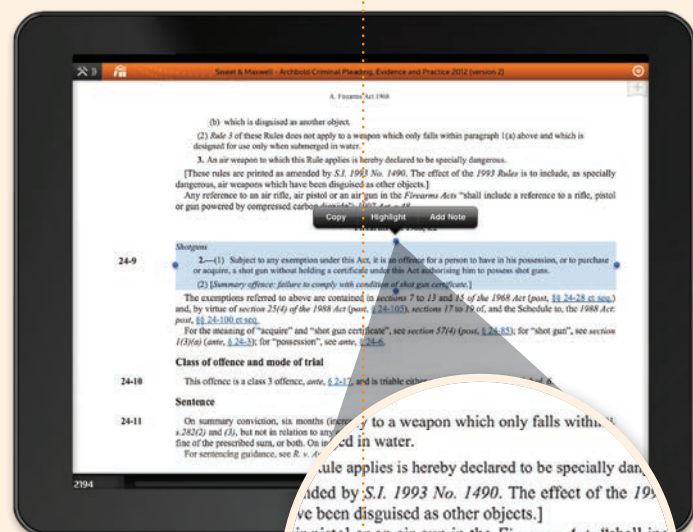 Sweet & Maxwell - Archbold Criminal Pleading, Evidence and Practice 2012 (version 2)
A. Firearms Act 1968
(b) which is disguised as another object.
(2) Rule 3 of these Rules does not apply to a weapon which only falls within paragraph 1(a) above and which is
designed for use only when submerged in water.
3. An air weapon to which this Rule applies is hereby declared to be specially dangerous.
[These rules are printed as amended by S.I. 1993 No. 1490. The effect of the 1993 Rules is to include, as specially
dangerous, air weapons which have been disguised as other objects.]
Any reference to an air rifle, air pistol or an air gun in the Firearms Acts "shall include a reference to a rifle, pistol
or gun powered by compressed carbon dioxide": 1997 Act, s.48.
Copy Highlight Add Note
Shotguns
24-9 2.—(1) Subject to any exemption under this Act, it is an offence for a person to have in his possession, or to purchase
or acquire, a shot gun without holding a certificate under this Act authorising him to possess shot guns.
(2) [Summary offence: failure to comply with condition of shot gun certificate.]
The exceptions referred to above are contained in sections 7 to 13 and 15 of the 1968 Act (post, §§ 24-28 et seq.)
and, by virtue of section 25(4) of the 1988 Act (post, § 24-105), sections 17 to 19 of, and the Schedule to, the 1988 Act:
post, §§ 24-100 et seq.
For the meaning of "acquire" and "shot gun certificate", see section 57(4) (post, § 24-85); for "shot gun", see section
1(3)(a) (ante, § 24-3); for "possession", see ante, § 24-6.
Class of offence and mode of trial
24-10 This offence is a class 3 offence, ante, § 2-17, and is triable either
Sentence
24-11 On summary conviction, six months
s.282(2) and (3), but not in relation to any
fine of the prescribed sum, or both. On
For sentencing guidance, see R. v.
2194
to a weapon which only falls within
ed in water.
ule applies is hereby declared to be specially dan
nded by S.I. 1993 No. 1490. The effect of the 199
ve been disguised as other objects.]